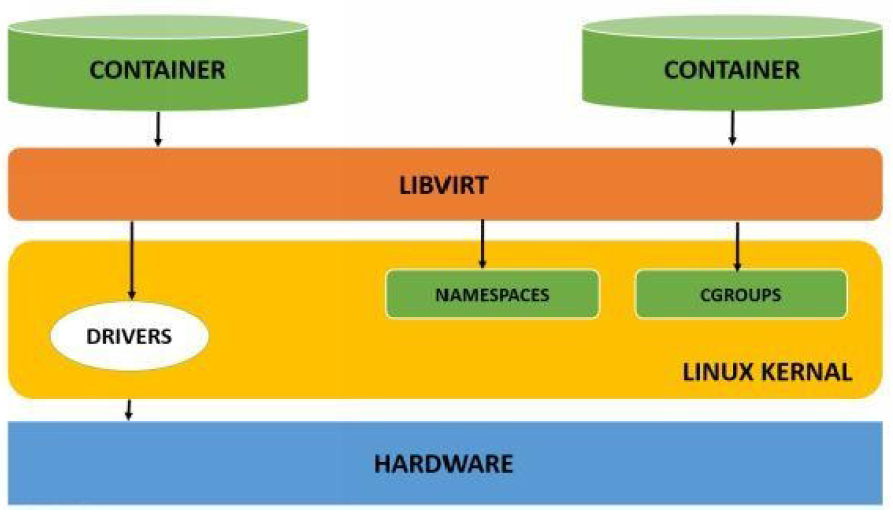 CONTAINER
CONTAINER
LIBVIRT
NAMESPACES
CGROUPS
DRIVERS
LINUX KERNAL
HARDWARE